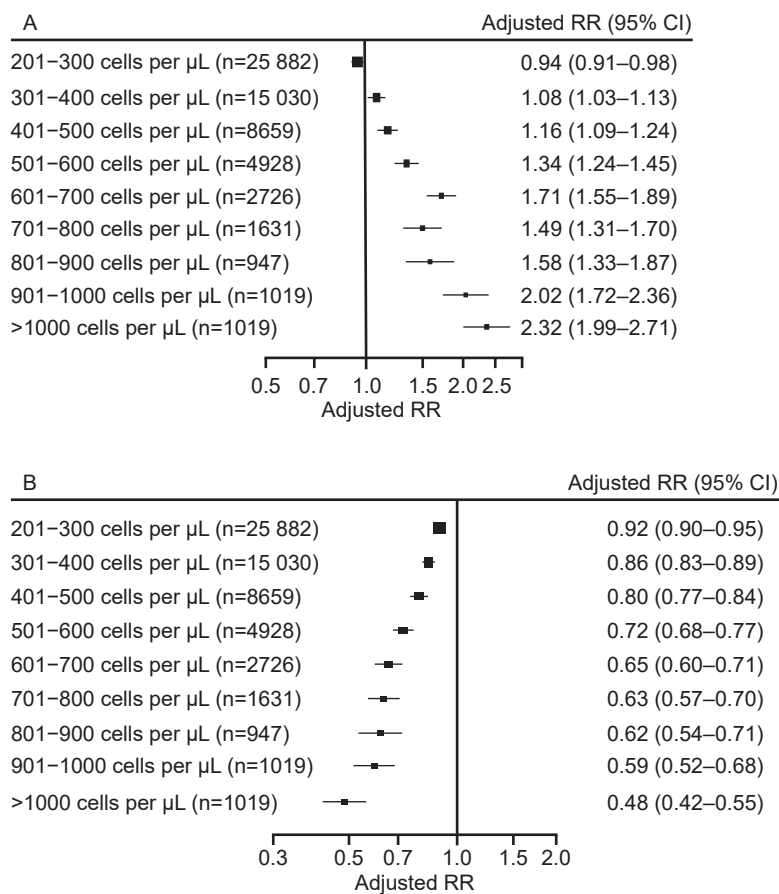 A Adjusted RR (95% CI)
201−300 cells per µL (n=25 882) 0.94 (0.91–0.98)
301−400 cells per µL (n=15 030) 1.08 (1.03–1.13)
401−500 cells per µL (n=8659) 1.16 (1.09–1.24)
501−600 cells per µL (n=4928) 1.34 (1.24–1.45)
601−700 cells per µL (n=2726) 1.71 (1.55–1.89)
701−800 cells per µL (n=1631) 1.49 (1.31–1.70)
801−900 cells per µL (n=947) 1.58 (1.33–1.87)
901−1000 cells per µL (n=1019) 2.02 (1.72–2.36)
>1000 cells per µL (n=1019) 2.32 (1.99–2.71)
0.5 0.7 1.0 1.5 2.0 2.5
Adjusted RR
B Adjusted RR (95% CI)
201−300 cells per µL (n=25 882) 0.92 (0.90–0.95)
301−400 cells per µL (n=15 030) 0.86 (0.83–0.89)
401−500 cells per µL (n=8659) 0.80 (0.77–0.84)
501−600 cells per µL (n=4928) 0.72 (0.68–0.77)
601−700 cells per µL (n=2726) 0.65 (0.60–0.71)
701−800 cells per µL (n=1631) 0.63 (0.57–0.70)
801−900 cells per µL (n=947) 0.62 (0.54–0.71)
901−1000 cells per µL (n=1019) 0.59 (0.52–0.68)
>1000 cells per µL (n=1019) 0.48 (0.42–0.55)
0.3 0.5 0.7 1.0 1.5 2.0
Adjusted RR